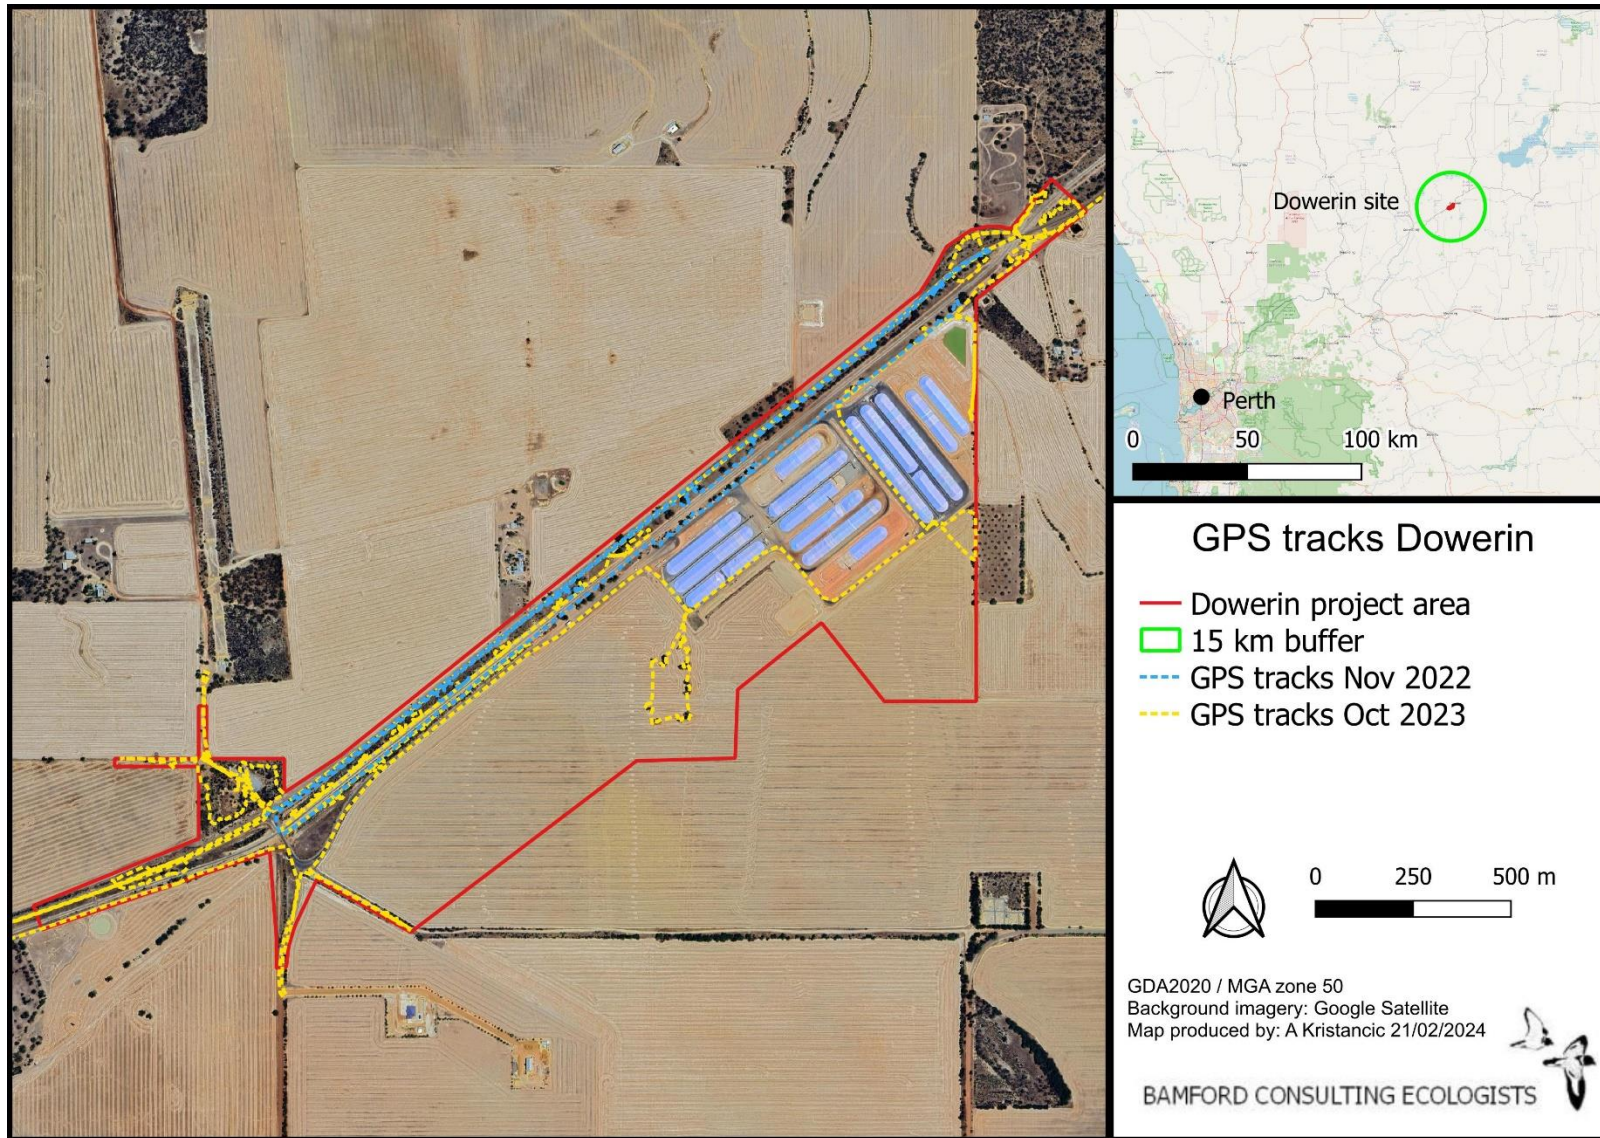 Dowerin site
Perth
0 50 100 km
GPS tracks Dowerin
Dowerin project area
15 km buffer
GPS tracks Nov 2022
GPS tracks Oct 2023
0 250 500 m
GDA2020 / MGA zone 50
Background imagery: Google Satellite
Map produced by: A Kristancic 21/02/2024
BAMFORD CONSULTING ECOLOGISTS